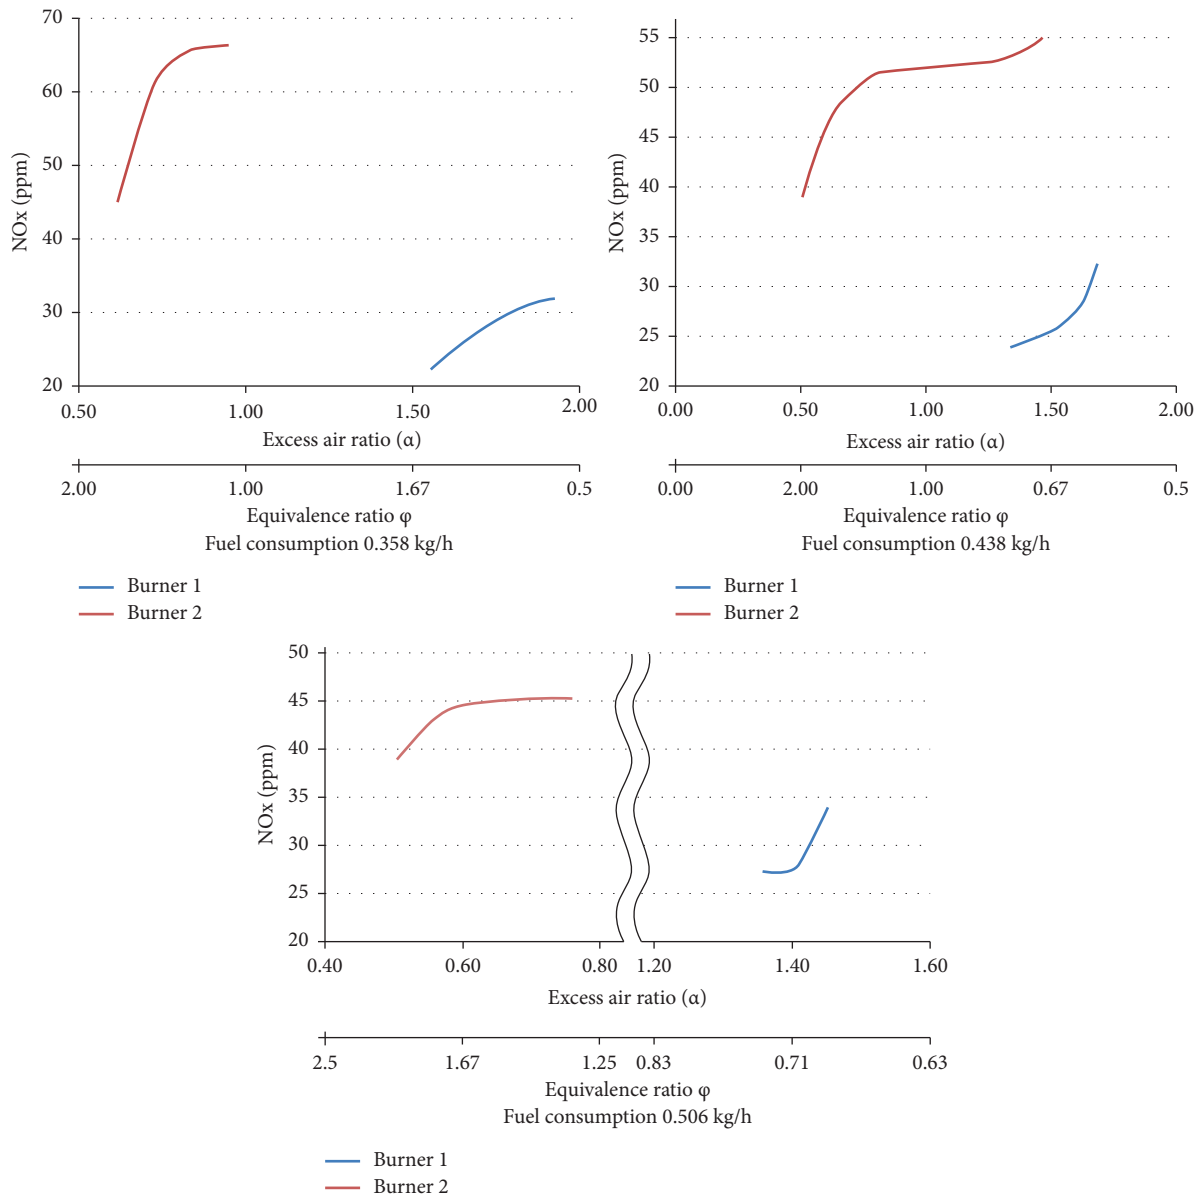 70
60
50
40
30
20
NOx (ppm)
0.50 1.00 1.50 2.00
Excess air ratio (α)
2.00 1.00 1.67 0.5
Equivalence ratio φ
Fuel consumption 0.358 kg/h
Burner 1
Burner 2
55
50
45
40
35
30
25
20
NOx (ppm)
0.00 0.50 1.00 1.50 2.00
Excess air ratio (α)
0.00 2.00 1.00 0.67 0.5
Equivalence ratio φ
Fuel consumption 0.438 kg/h
Burner 1
Burner 2
50
45
40
35
30
25
20
NOx (ppm)
0.40 0.60 0.80 1.20 1.40 1.60
Excess air ratio (α)
2.5 1.67 1.25 0.83 0.71 0.63
Equivalence ratio φ
Fuel consumption 0.506 kg/h
Burner 1
Burner 2